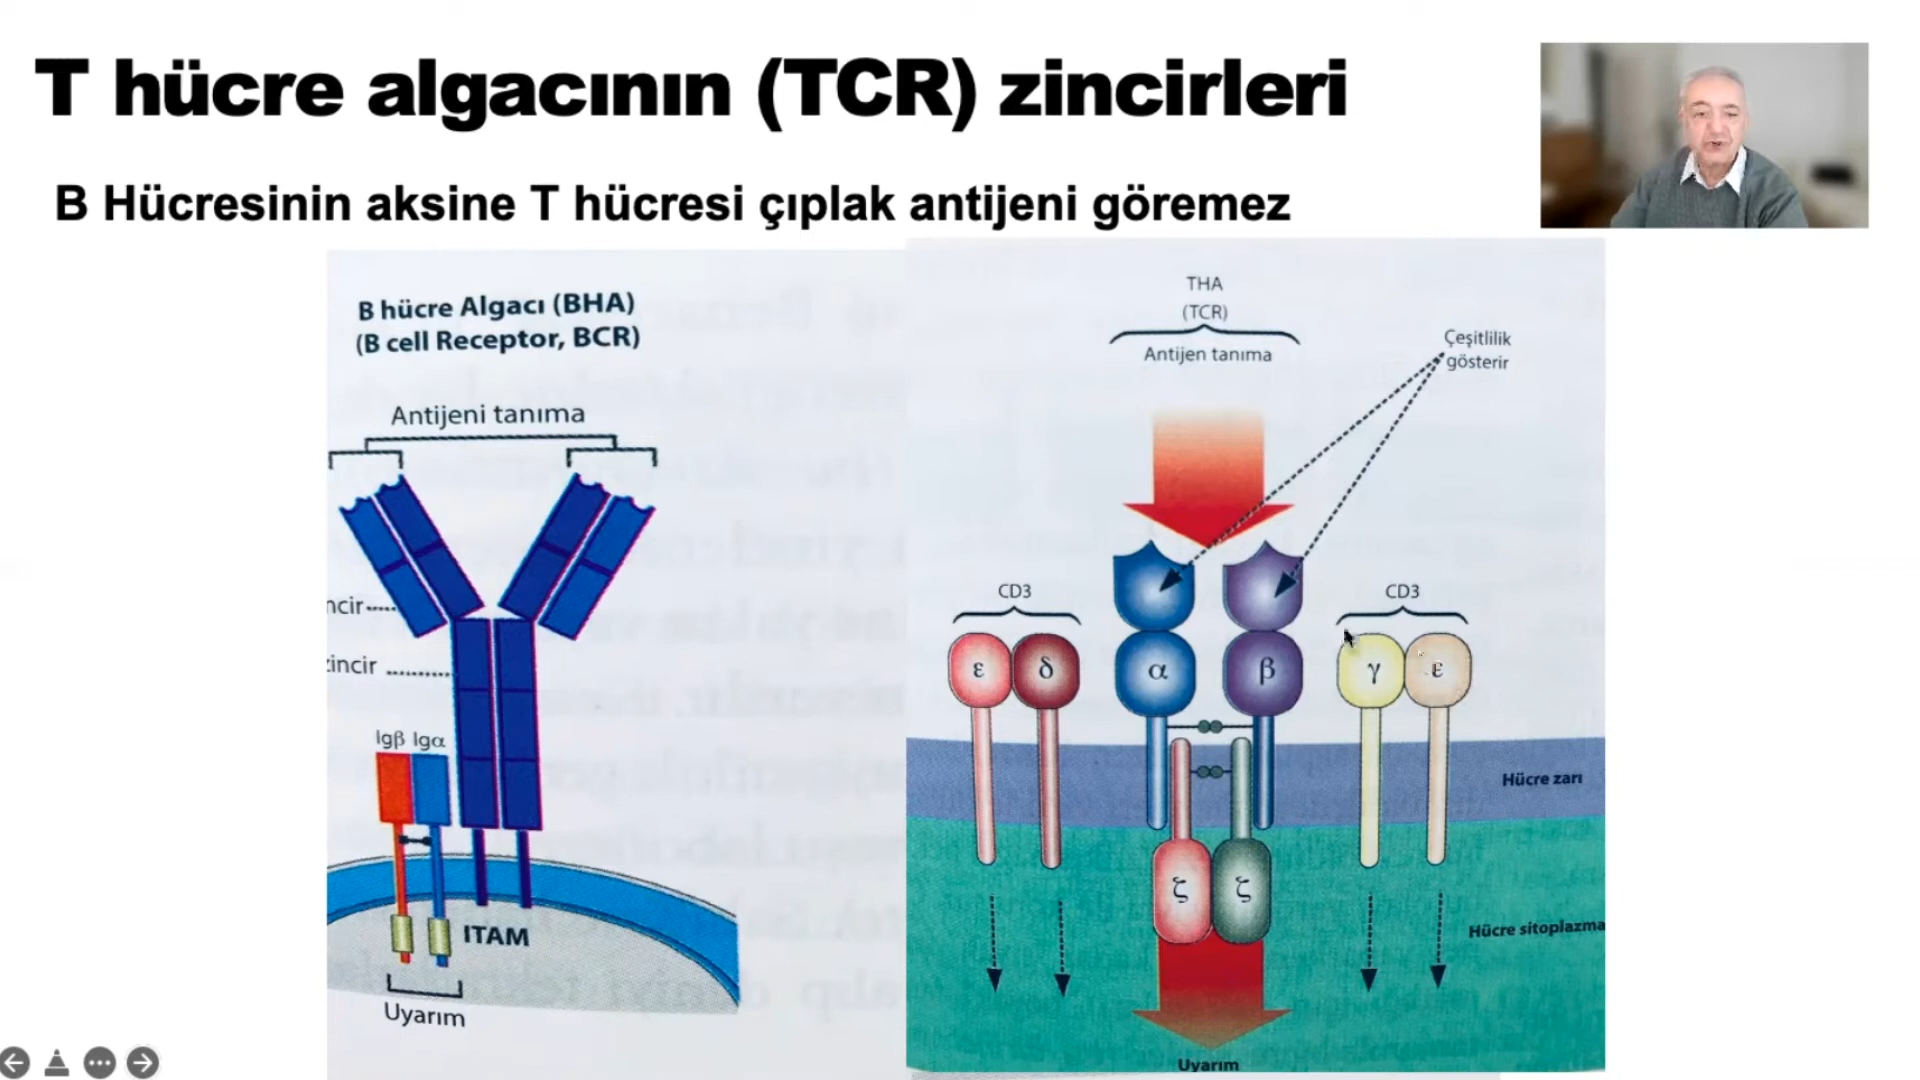 T hücre algacının (TCR) zincirleri
B Hücresinin aksine T hücresi çıplak antijeni göremez
B hücre Algacı (BHA)
(B cell Receptor, BCR)
Antijeni tanıma
ncir
zincir
Igβ Igα
ITAM
Uyarım
THA
(TCR)
Antijen tanıma
Çeşitlilik
gösterir
CD3
CD3
ε δ α β γ ε
Hücre zarı
ζ ζ
Hücre sitoplazma
Uyarım